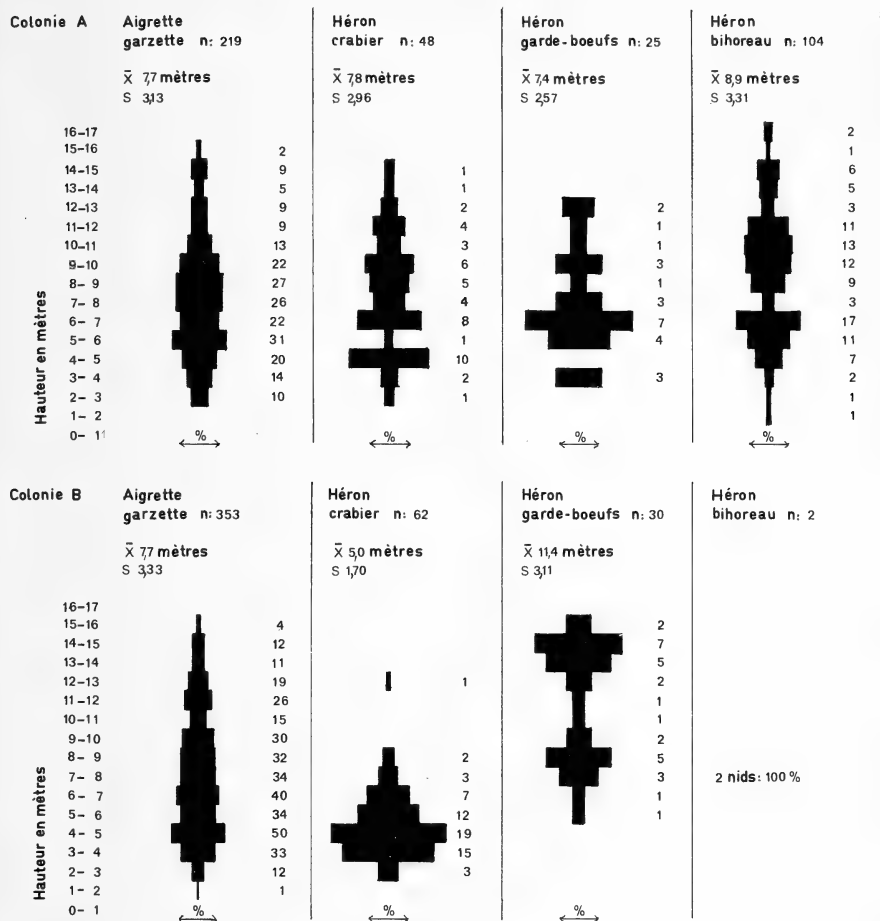 Colonie A
Aigrette
garzette n: 219
X̄ 7,7 mètres
S 3,13
Héron
crabier n: 48
X̄ 7,8 mètres
S 2,96
Héron
garde-boeufs n: 25
X̄ 7,4 mètres
S 2,57
Héron
bihoreau n: 104
X̄ 8,9 mètres
S 3,31
Hauteur en mètres
16-17 2
15-16 2 1
14-15 9 1 6
13-14 5 1 5
12-13 9 2 2 3
11-12 9 4 1 11
10-11 13 3 1 13
9-10 22 6 3 12
8-9 27 5 1 9
7-8 26 4 3 3
6-7 22 8 7 17
5-6 31 1 4 11
4-5 20 10 7
3-4 14 2 3 2
2-3 10 1 1
1-2 1
0-1 % % % %
Colonie B
Aigrette
garzette n: 353
X̄ 7,7 mètres
S 3,33
Héron
crabier n: 62
X̄ 5,0 mètres
S 1,70
Héron
garde-boeufs n: 30
X̄ 11,4 mètres
S 3,11
Héron
bihoreau n: 2
Hauteur en mètres
16-17
15-16 4 2
14-15 12 7
13-14 11 5
12-13 19 1 2
11-12 26 1
10-11 15 1
9-10 30 2
8-9 32 2 5
7-8 34 3 3
6-7 40 7 1
5-6 34 12 1
4-5 50 19
3-4 33 15
2-3 12 3
1-2 1
0-1 % % %
2 nids: 100 %